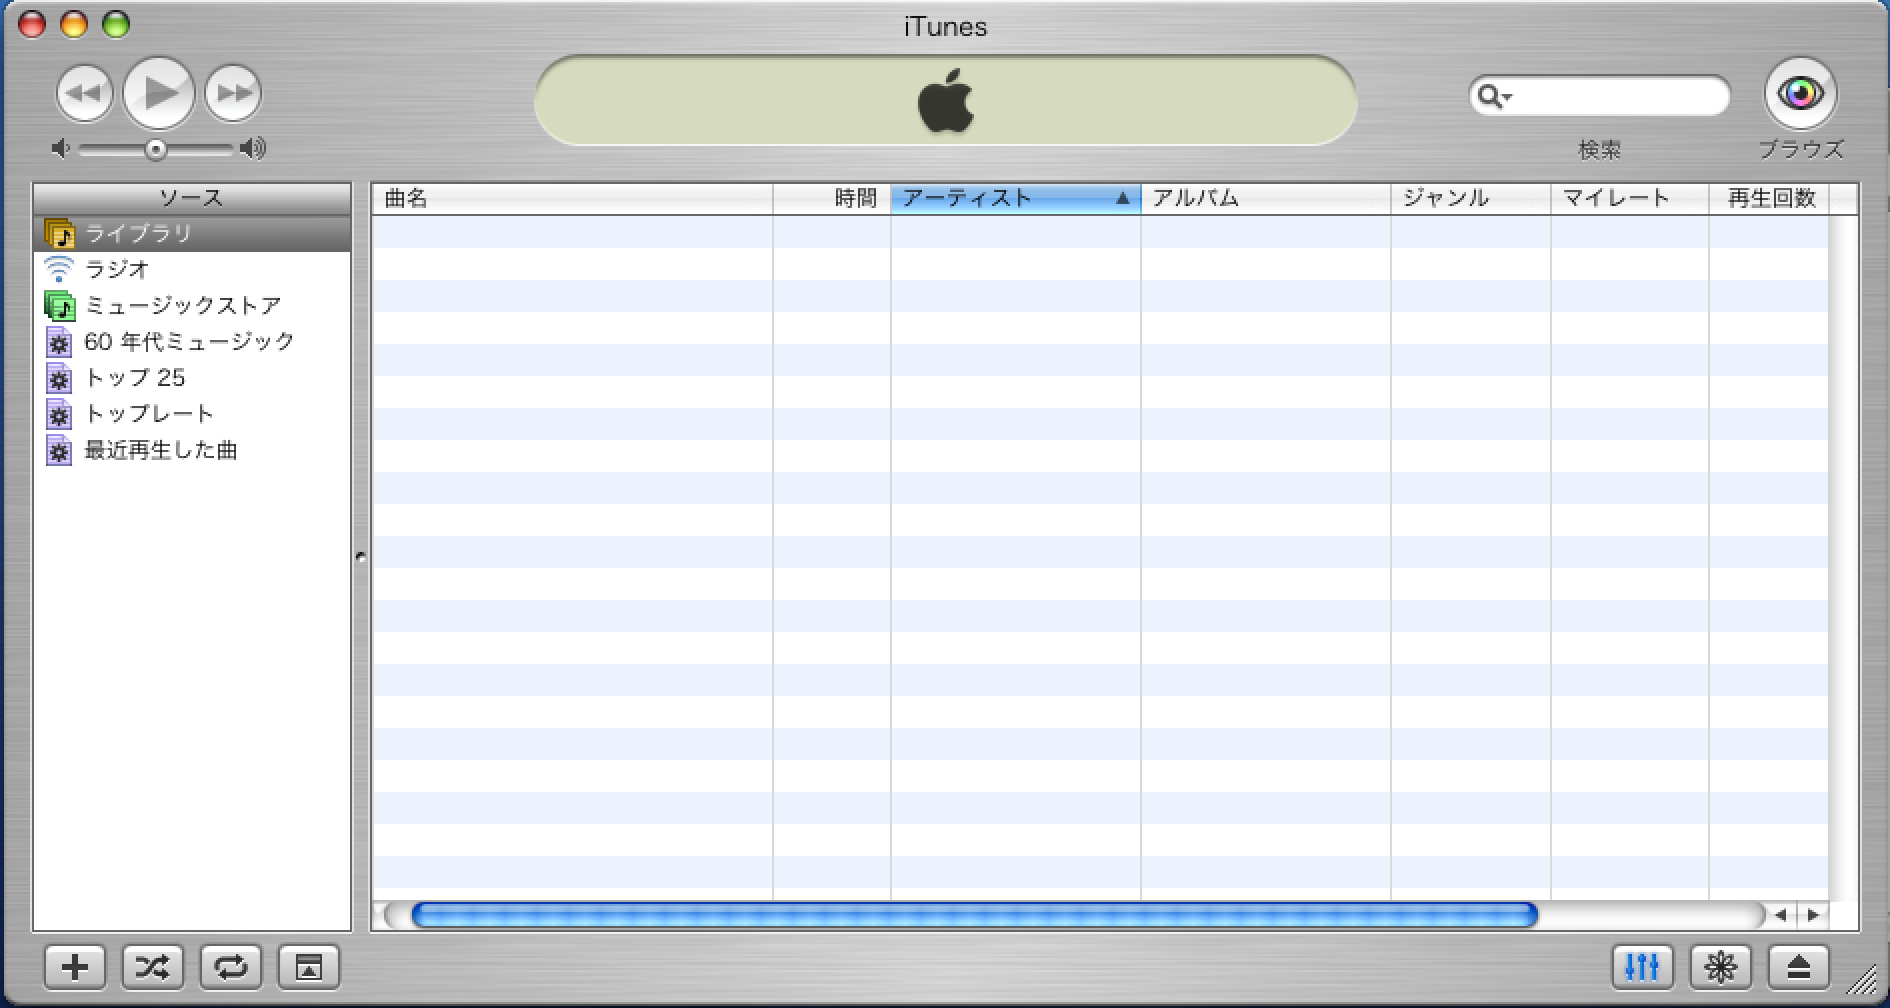 iTunes
検索
ブラウズ
ソース
ライブラリ
ラジオ
ミュージックストア
60 年代ミュージック
トップ 25
トップレート
最近再生した曲
曲名 時間 アーティスト アルバム ジャンル マイレート 再生回数